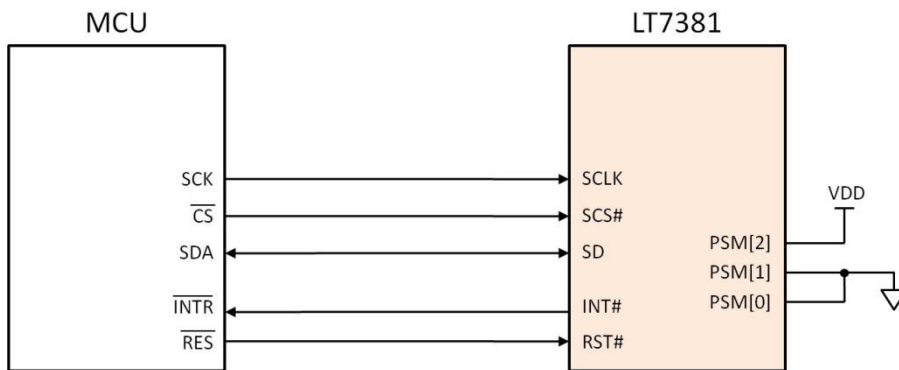 MCU
LT7381
SCK
SCLK
CS
SCS#
SDA
SD
INTR
INT#
RES
RST#
VDD
PSM[2]
PSM[1]
PSM[0]